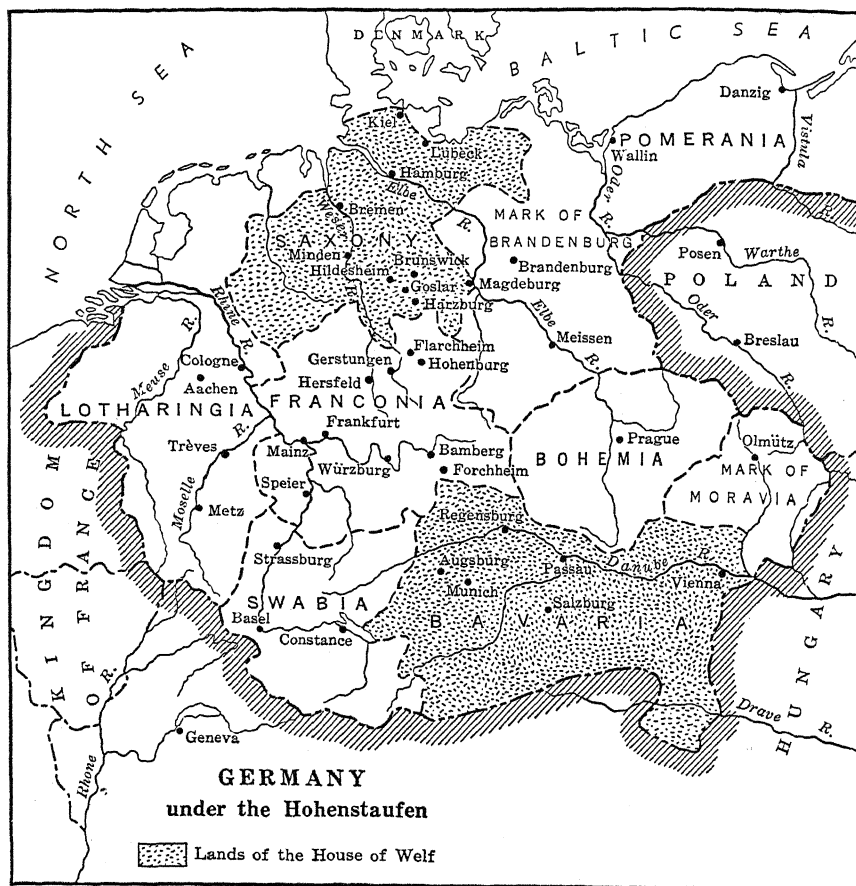 DENMARK
BALTIC SEA
NORTH SEA
Danzig
Kiel
Lübeck
POMERANIA
Wallin
Vistula
Hamburg
Elbe
R.
Oder R.
Bremen
Weser
MARK OF
BRANDENBURG
SAXONY
Minden
Hildesheim
Brunswick
Goslar
Harzburg
Magdeburg
Brandenburg
Posen
Warthe
R.
R.
POLAND
Oder
R.
Breslau
Rhine R.
Elbe
R.
Meissen
Flarchheim
Gerstungen
Hohenburg
Hersfeld
Cologne
Aachen
Meuse
R.
LOTHARINGIA
FRANCONIA
Frankfurt
Trèves
R.
Mainz
Würzburg
Bamberg
Forchheim
Prague
BOHEMIA
Olmütz
MARK OF
MORAVIA
Speier
Moselle
Metz
Regensburg
Strassburg
Augsburg
Munich
Passau
Danube
R.
Vienna
Salzburg
SWABIA
BAVARIA
Basel
Constance
KINGDOM
OF FRANCE
HUNGARY
Drave
R.
Geneva
Rhone
R.
GERMANY
under the Hohenstaufen
Lands of the House of Welf